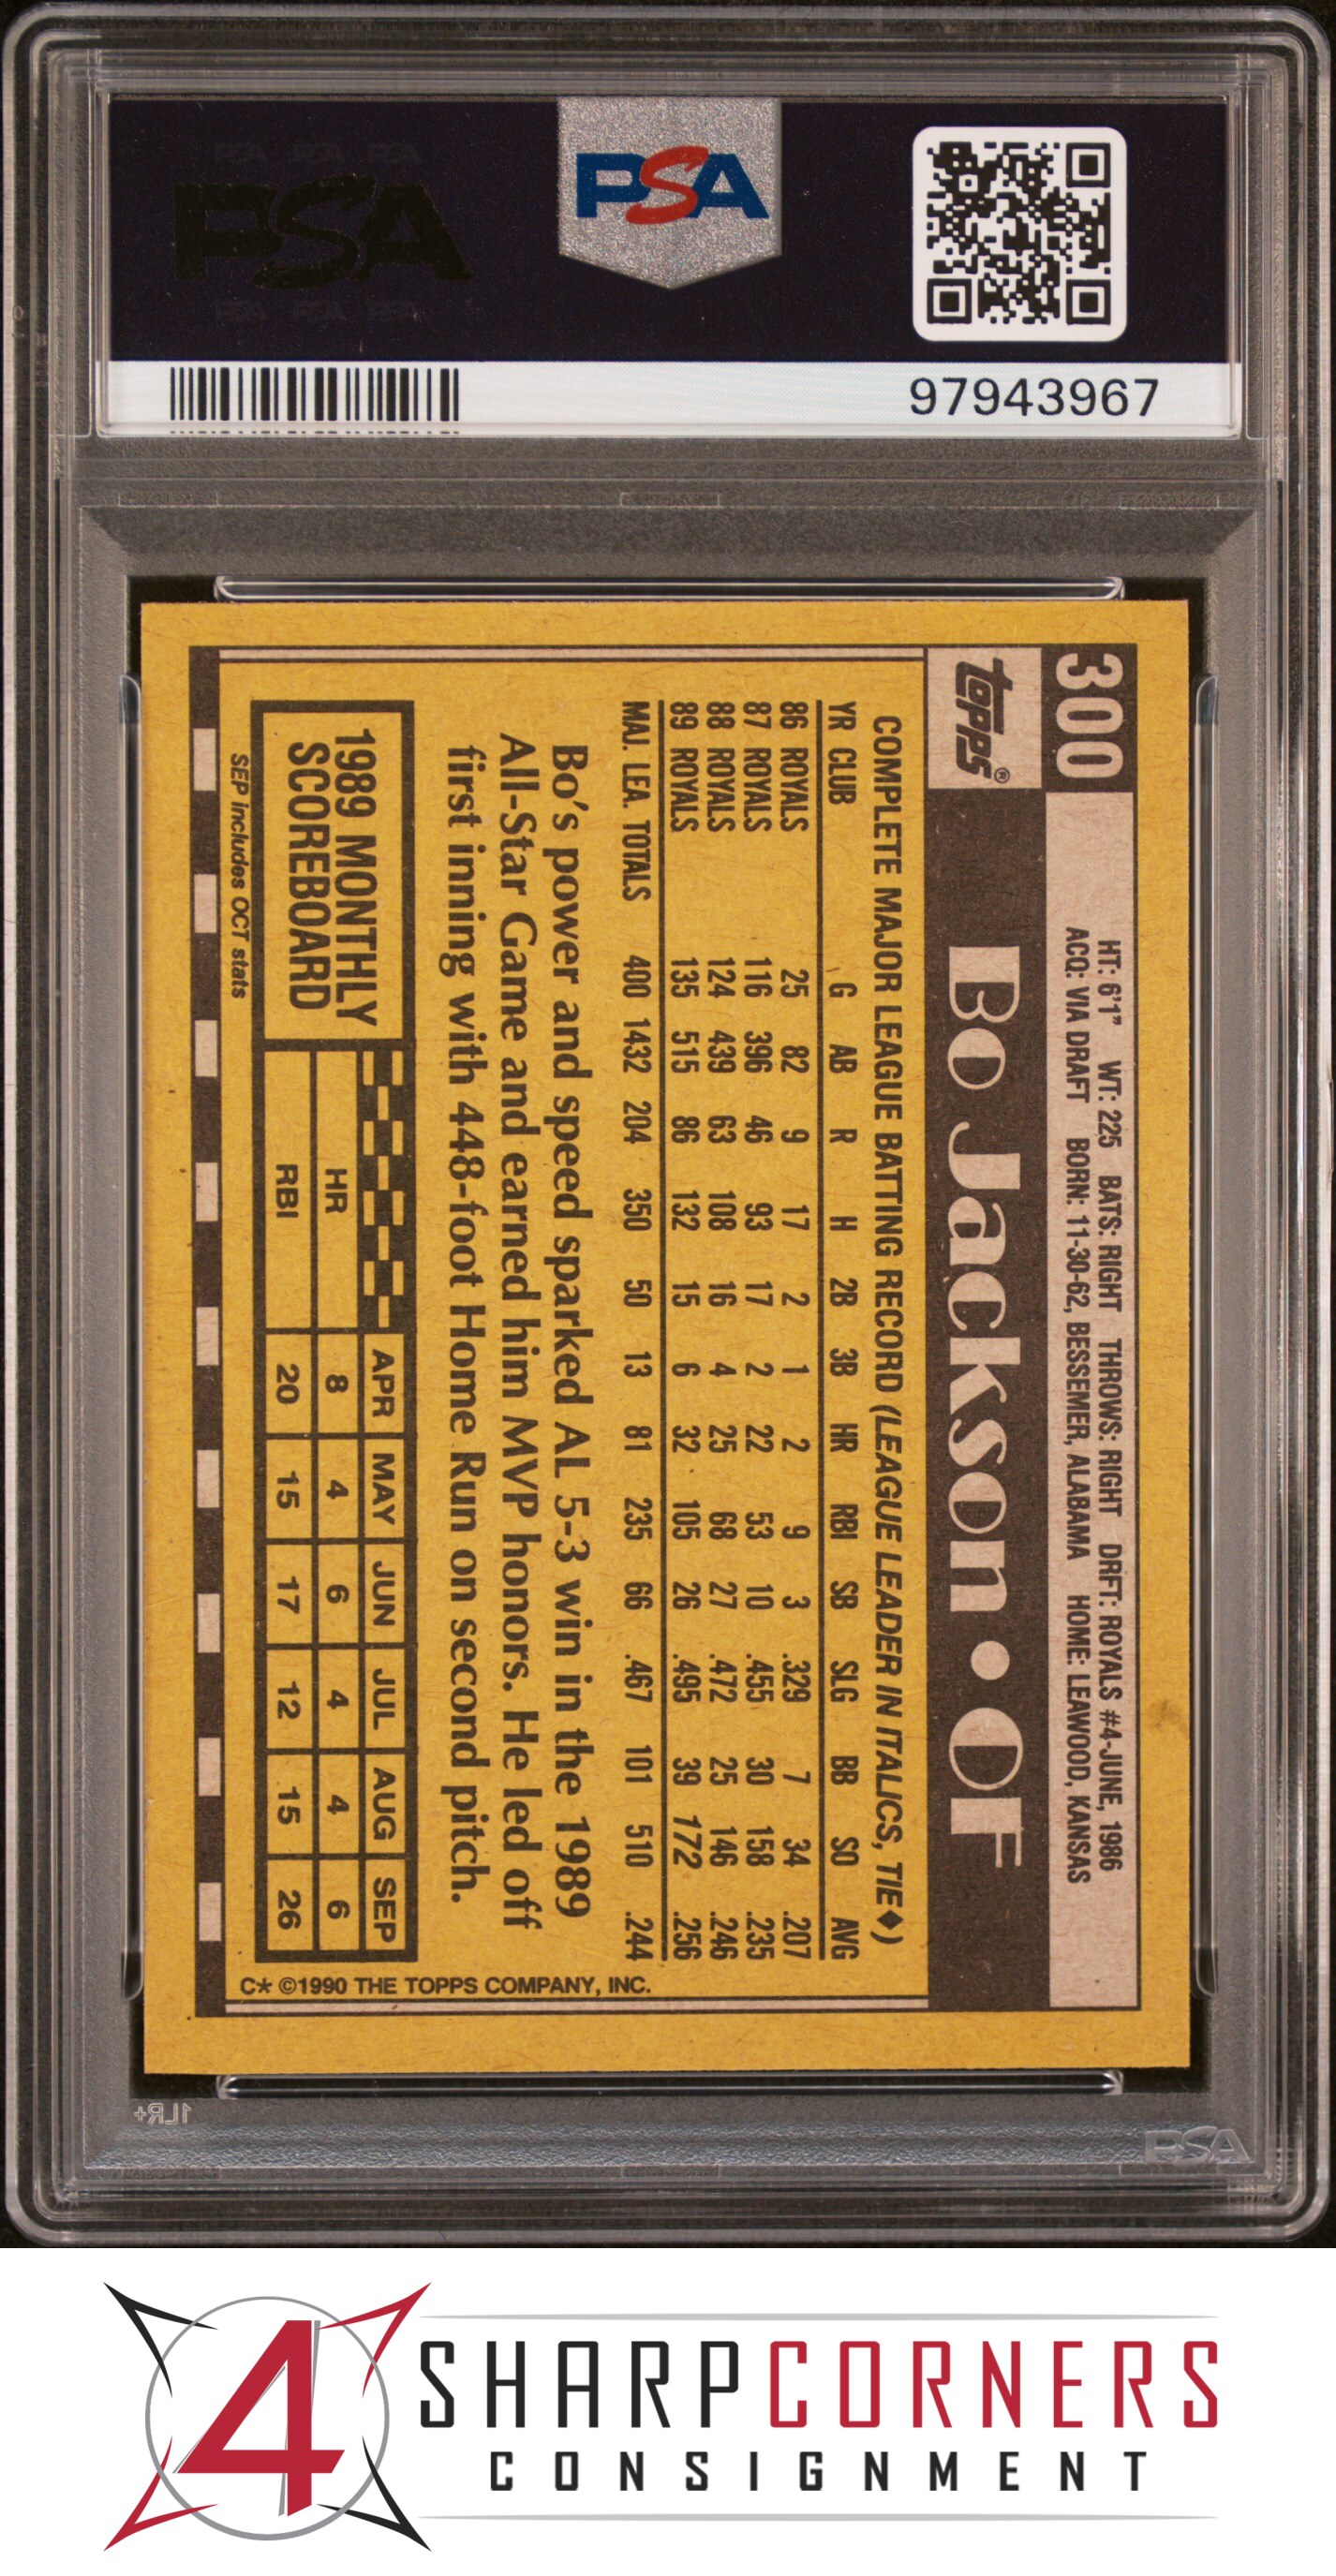 PSA PSA PSA
PSA
PSA PSA PSA
PSA
97943967
300
HT: 6'1" WT: 225 BATS: RIGHT THROWS: RIGHT DRFT: ROYALS #4-JUNE, 1986
ACQ: VIA DRAFT BORN: 11-30-62, BESSEMER, ALABAMA HOME: LEAWOOD, KANSAS
Topps®
Bo Jackson • OF
COMPLETE MAJOR LEAGUE BATTING RECORD (LEAGUE LEADER IN ITALICS, TIE♦)
YR CLUB G AB R H 2B 3B HR RBI SB SLG BB SO AVG
86 ROYALS 25 82 9 17 2 1 2 9 3 .329 7 34 .207
87 ROYALS 116 396 46 93 17 2 22 53 10 .455 30 158 .235
88 ROYALS 124 439 63 108 16 4 25 68 27 .472 25 146 .246
89 ROYALS 135 515 86 132 15 6 32 105 26 .495 39 172 .256
MAJ. LEA. TOTALS 400 1432 204 350 50 13 81 235 66 .467 101 510 .244
Bo's power and speed sparked AL 5-3 win in the 1989
All-Star Game and earned him MVP honors. He led off
first inning with 448-foot Home Run on second pitch.
1989 MONTHLY
SCOREBOARD
APR MAY JUN JUL AUG SEP
HR 8 4 6 4 4 6
RBI 20 15 17 12 15 26
SEP includes OCT stats
C* ©1990 THE TOPPS COMPANY, INC.
1LR+
PSA
4
SHARPCORNERS
CONSIGNMENT